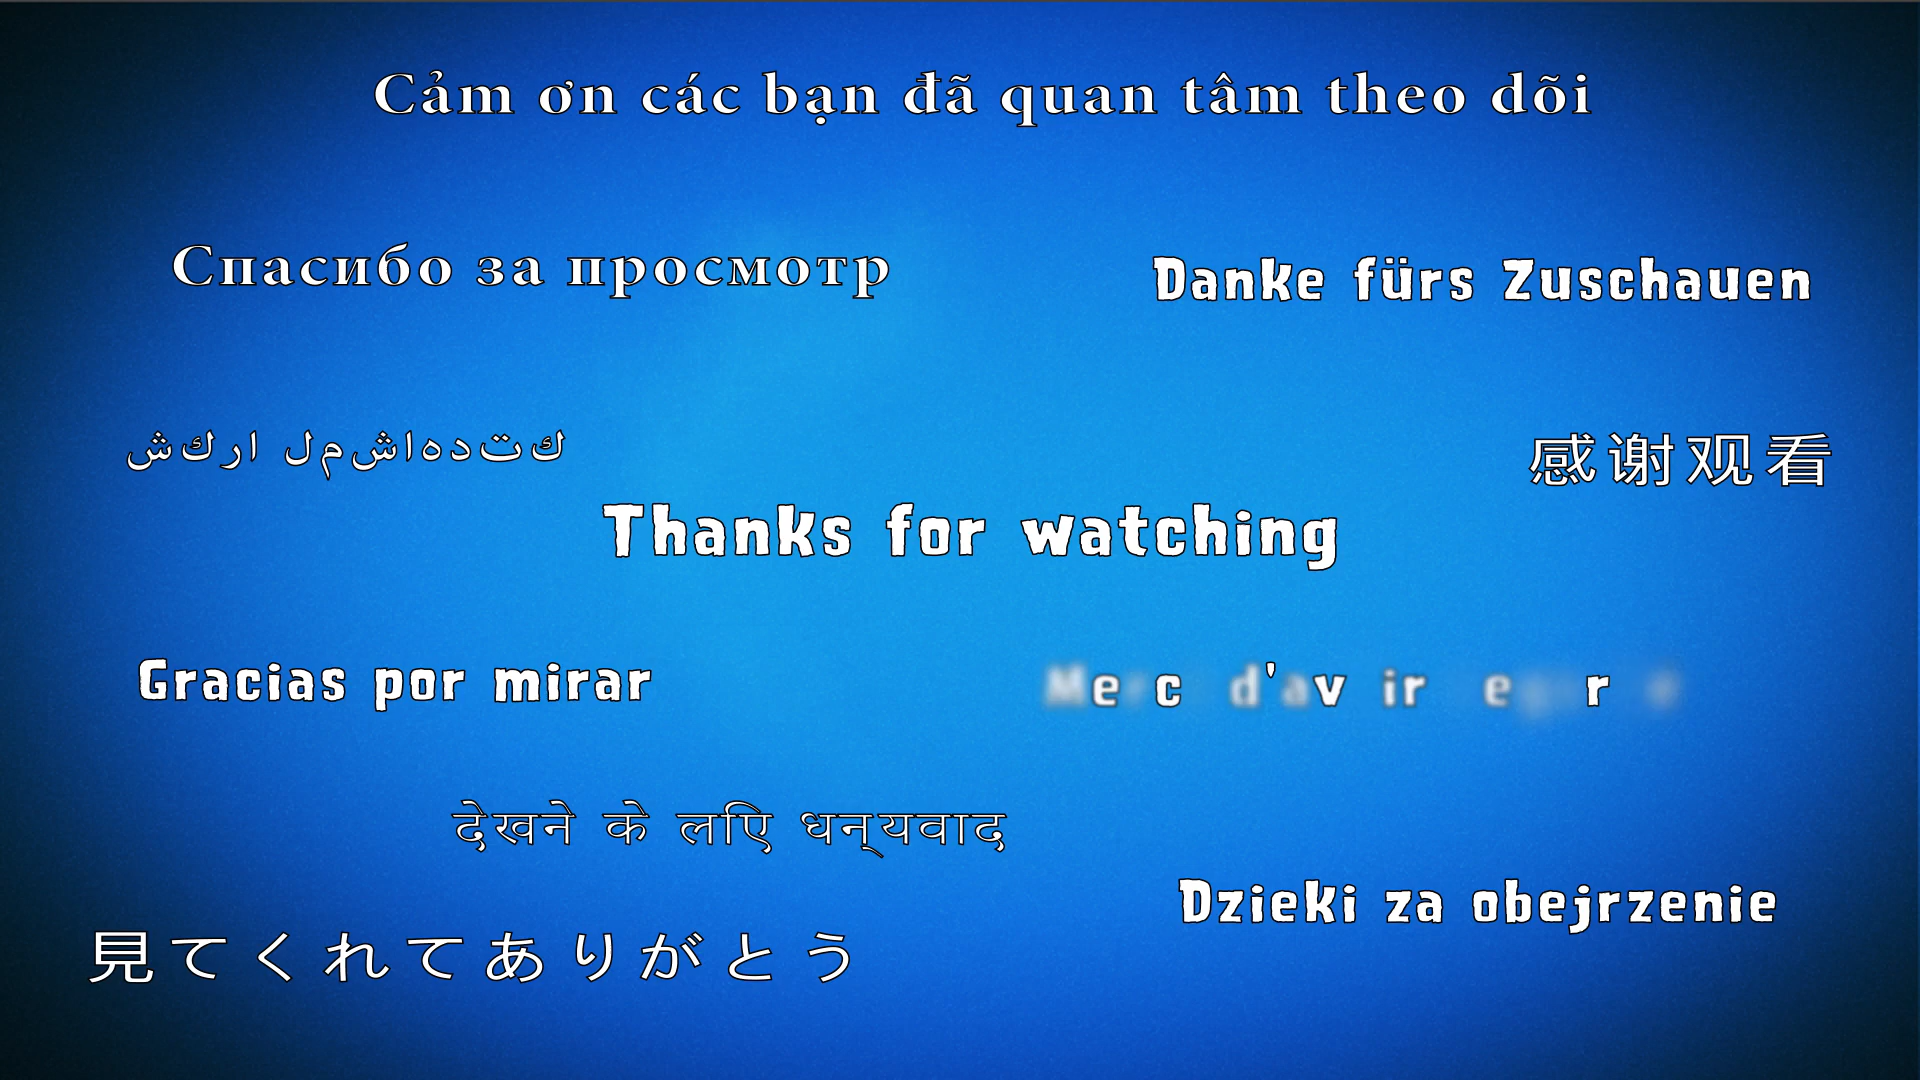 Cảm ơn các bạn đã quan tâm theo dõi
Спасибо за просмотр
Danke fürs Zuschauen
شكرا لمشاهدتك
感谢观看
Thanks for watching
Gracias por mirar
देखने के लिए धन्यवाद
Dzieki za obejrzenie
見てくれてありがとう